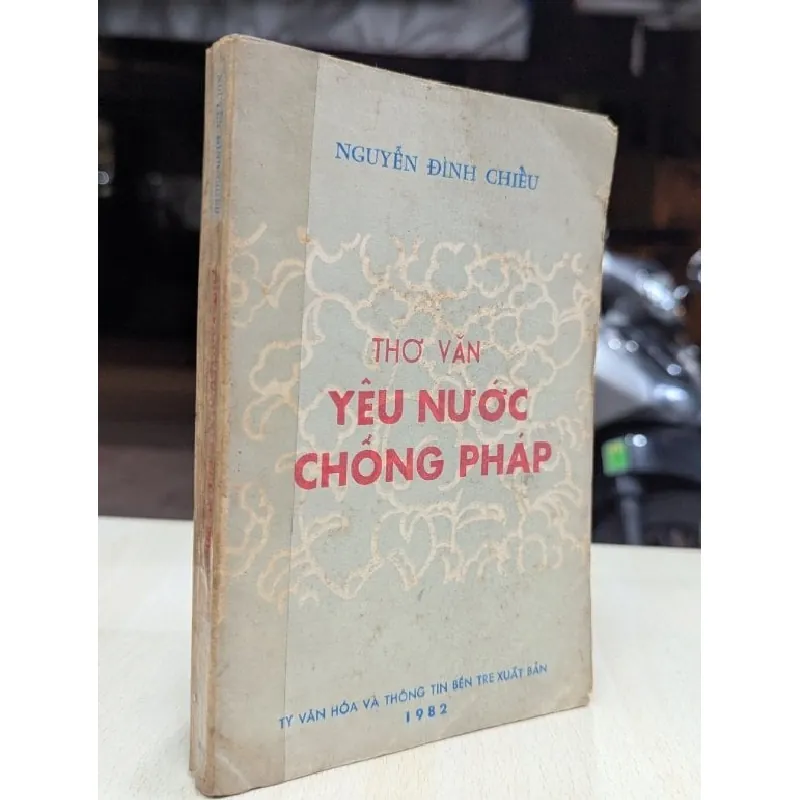 NGUYỄN ĐÌNH CHIỀU
THƠ VĂN
YÊU NƯỚC
CHỐNG PHÁP
TY VĂN HÓA VÀ THÔNG TIN BẾN TRE XUẤT BẢN
1982